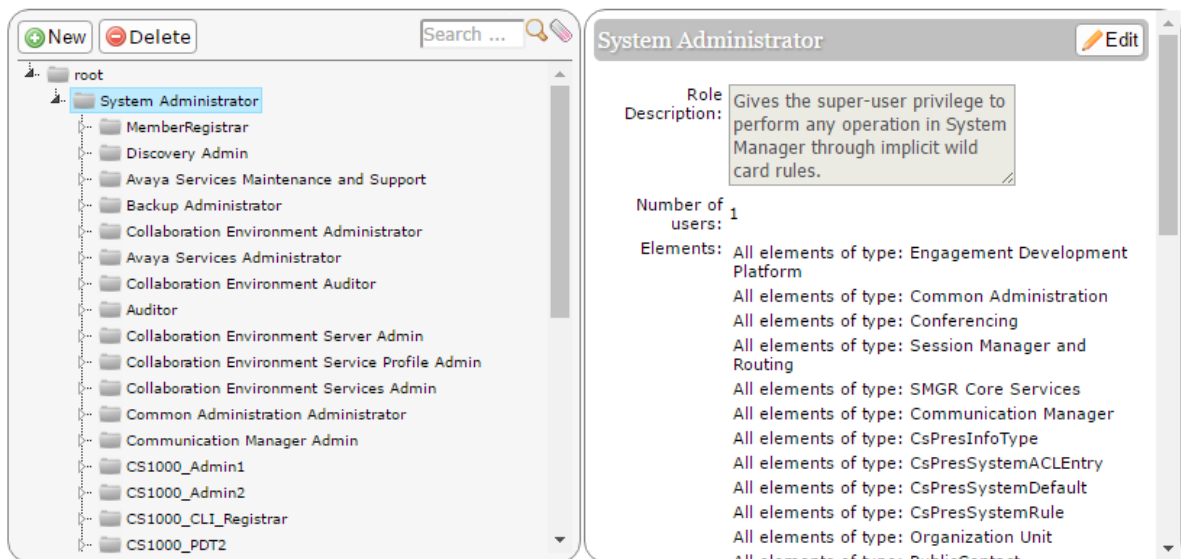 New
Delete
Search ...
root
System Administrator
MemberRegistrar
Discovery Admin
Avaya Services Maintenance and Support
Backup Administrator
Collaboration Environment Administrator
Avaya Services Administrator
Collaboration Environment Auditor
Auditor
Collaboration Environment Server Admin
Collaboration Environment Service Profile Admin
Collaboration Environment Services Admin
Common Administration Administrator
Communication Manager Admin
CS1000_Admin1
CS1000_Admin2
CS1000_CLI_Registrar
CS1000_PDT2
System Administrator
Edit
Role
Description:
Gives the super-user privilege to
perform any operation in System
Manager through implicit wild
card rules.
Number of
users:
1
Elements:
All elements of type: Engagement Development
Platform
All elements of type: Common Administration
All elements of type: Conferencing
All elements of type: Session Manager and
Routing
All elements of type: SMGR Core Services
All elements of type: Communication Manager
All elements of type: CsPresInfoType
All elements of type: CsPresSystemACLEntry
All elements of type: CsPresSystemDefault
All elements of type: CsPresSystemRule
All elements of type: Organization Unit
All elements of type: PublicContact